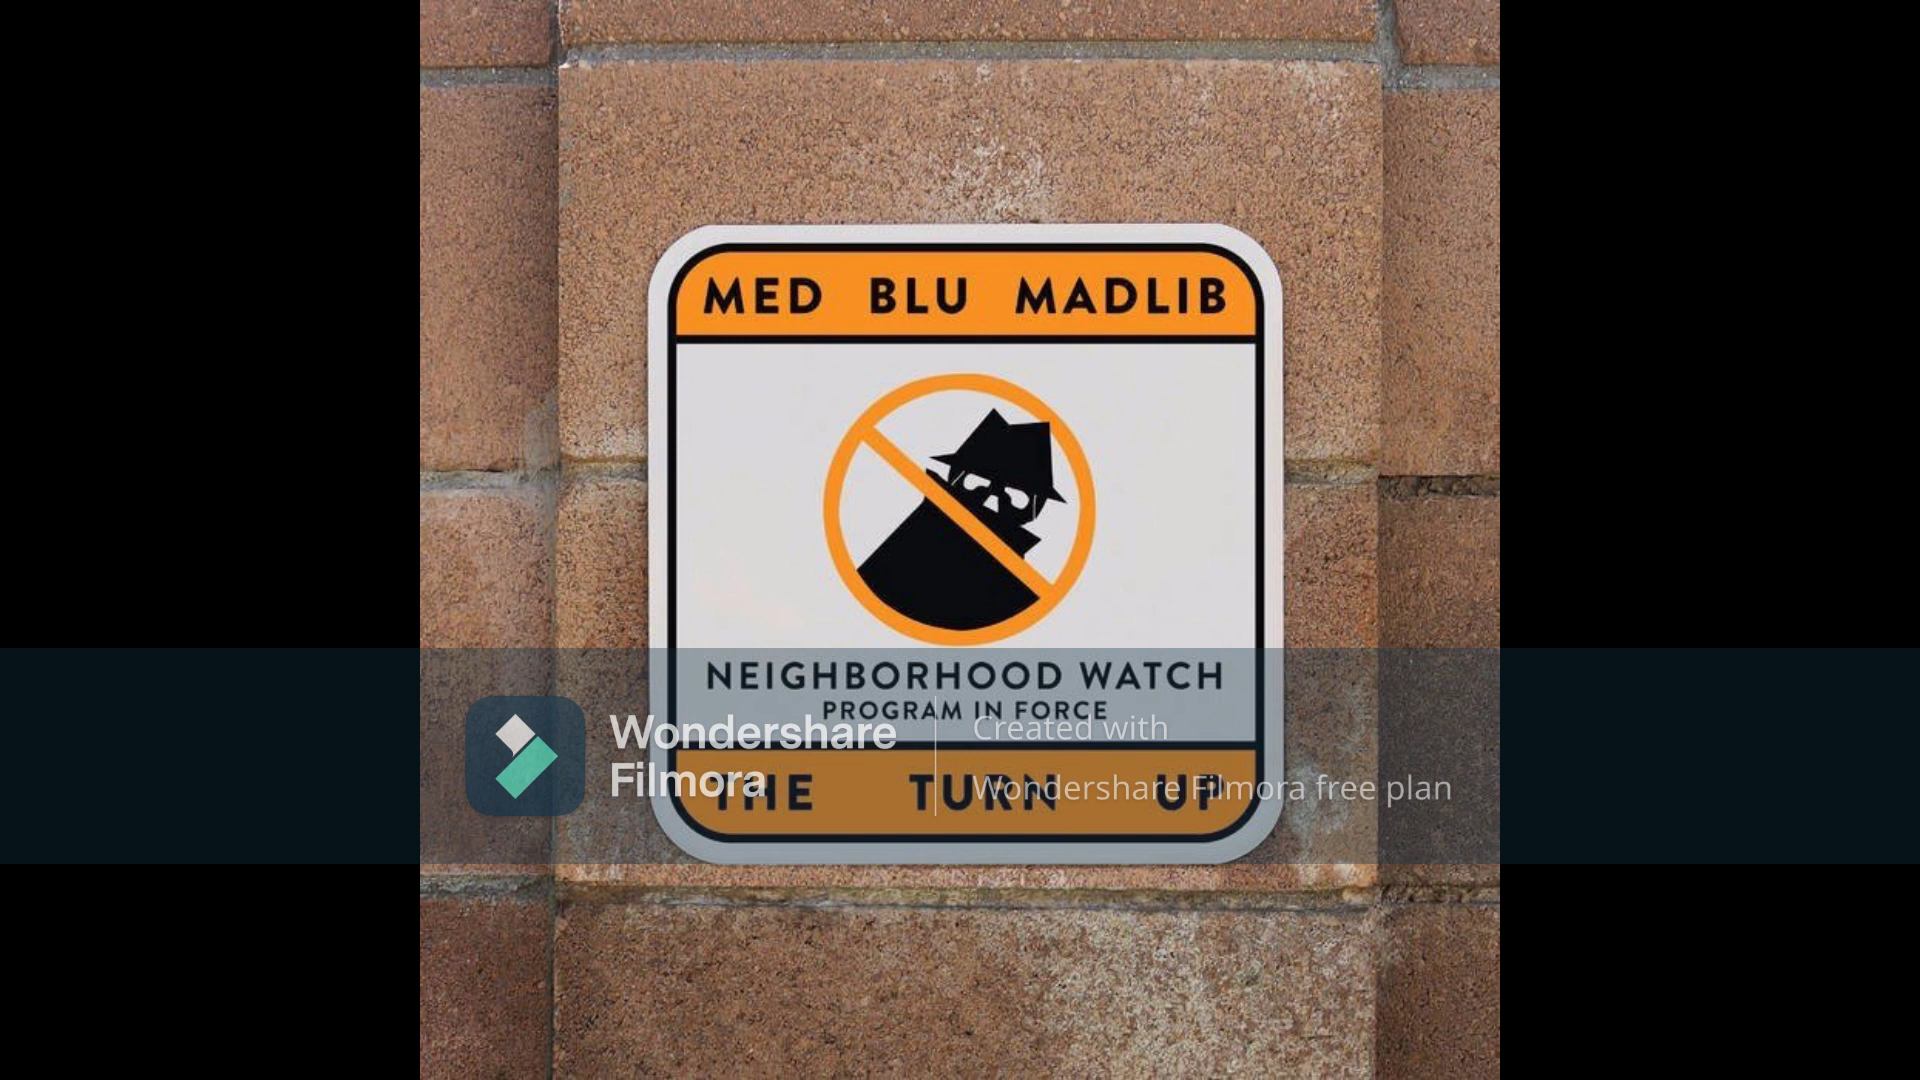 MED BLU MADLIB
NEIGHBORHOOD WATCH
PROGRAM IN FORCE
THE TURN UP
Wondershare
Filmora
Created with
Wondershare Filmora free plan